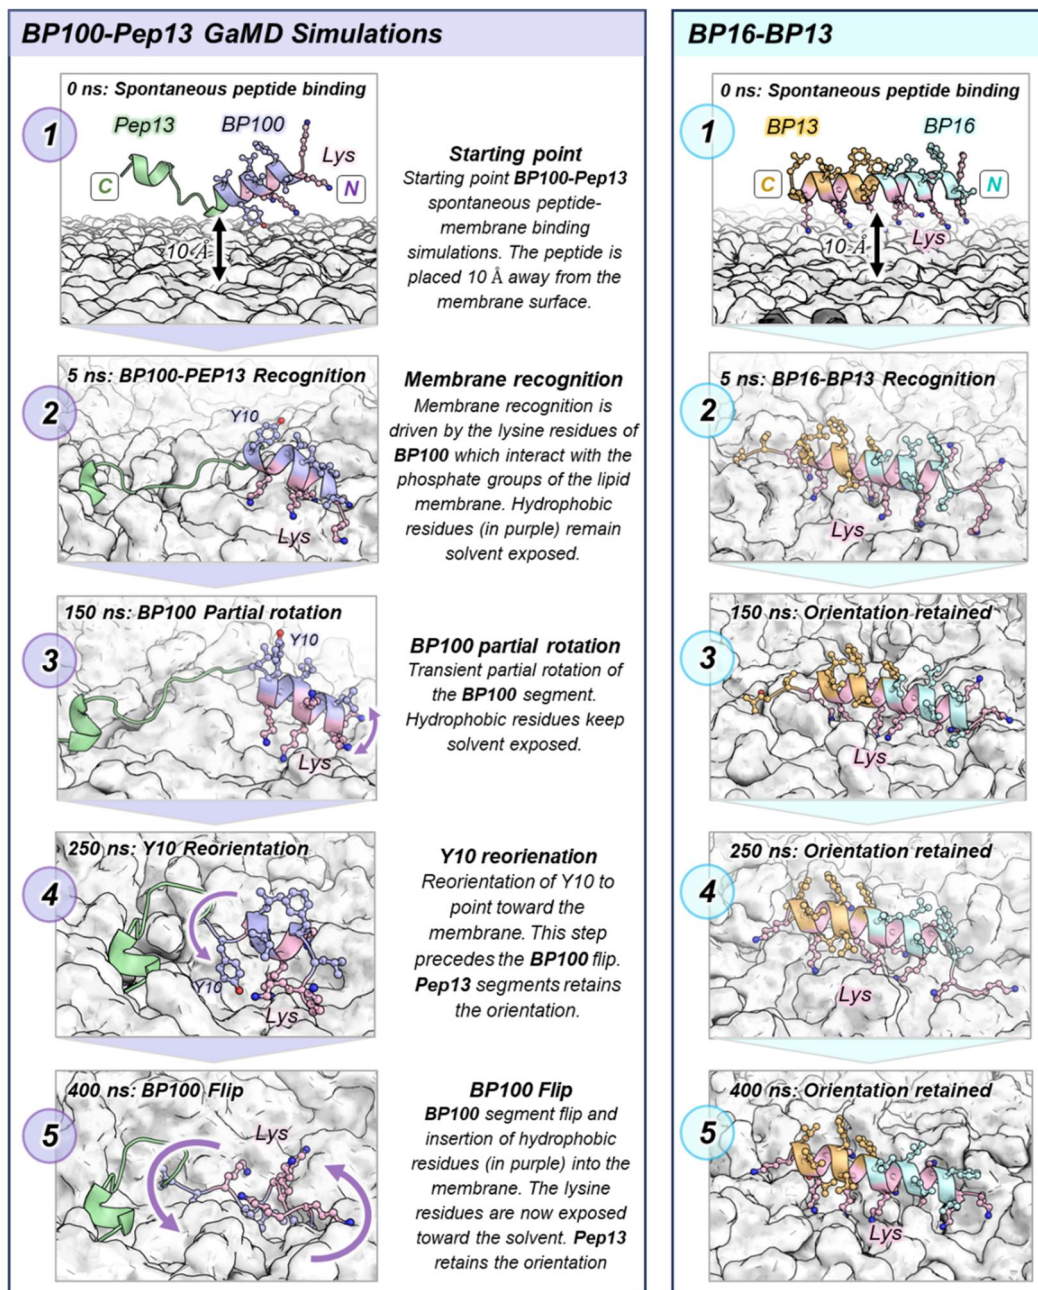 BP100-Pep13 GaMD Simulations
0 ns: Spontaneous peptide binding
1
Pep13
BP100
Lys
C
N
10 Å
Starting point
Starting point BP100-Pep13
spontaneous peptide-
membrane binding
simulations. The peptide is
placed 10 Å away from the
membrane surface.
5 ns: BP100-PEP13 Recognition
2
Y10
Lys
Membrane recognition
Membrane recognition is
driven by the lysine residues of
BP100 which interact with the
phosphate groups of the lipid
membrane. Hydrophobic
residues (in purple) remain
solvent exposed.
150 ns: BP100 Partial rotation
3
Y10
Lys
BP100 partial rotation
Transient partial rotation of
the BP100 segment.
Hydrophobic residues keep
solvent exposed.
250 ns: Y10 Reorientation
4
Y10
Lys
Y10 reorienation
Reorientation of Y10 to
point toward the
membrane. This step
precedes the BP100 flip.
Pep13 segments retains
the orientation.
400 ns: BP100 Flip
5
Lys
BP100 Flip
BP100 segment flip and
insertion of hydrophobic
residues (in purple) into the
membrane. The lysine
residues are now exposed
toward the solvent. Pep13
retains the orientation
BP16-BP13
0 ns: Spontaneous peptide binding
1
BP13
BP16
C
N
10 Å
Lys
5 ns: BP16-BP13 Recognition
2
Lys
150 ns: Orientation retained
3
Lys
250 ns: Orientation retained
4
Lys
400 ns: Orientation retained
5
Lys